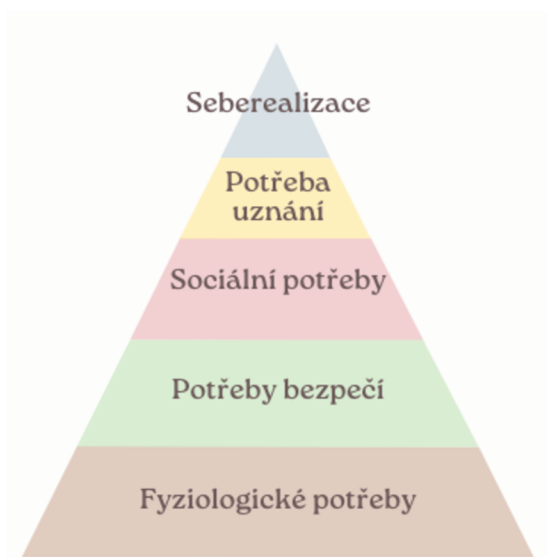 Seberealizace
Potřeba
uznání
Sociální potřeby
Potřeby bezpečí
Fyziologické potřeby